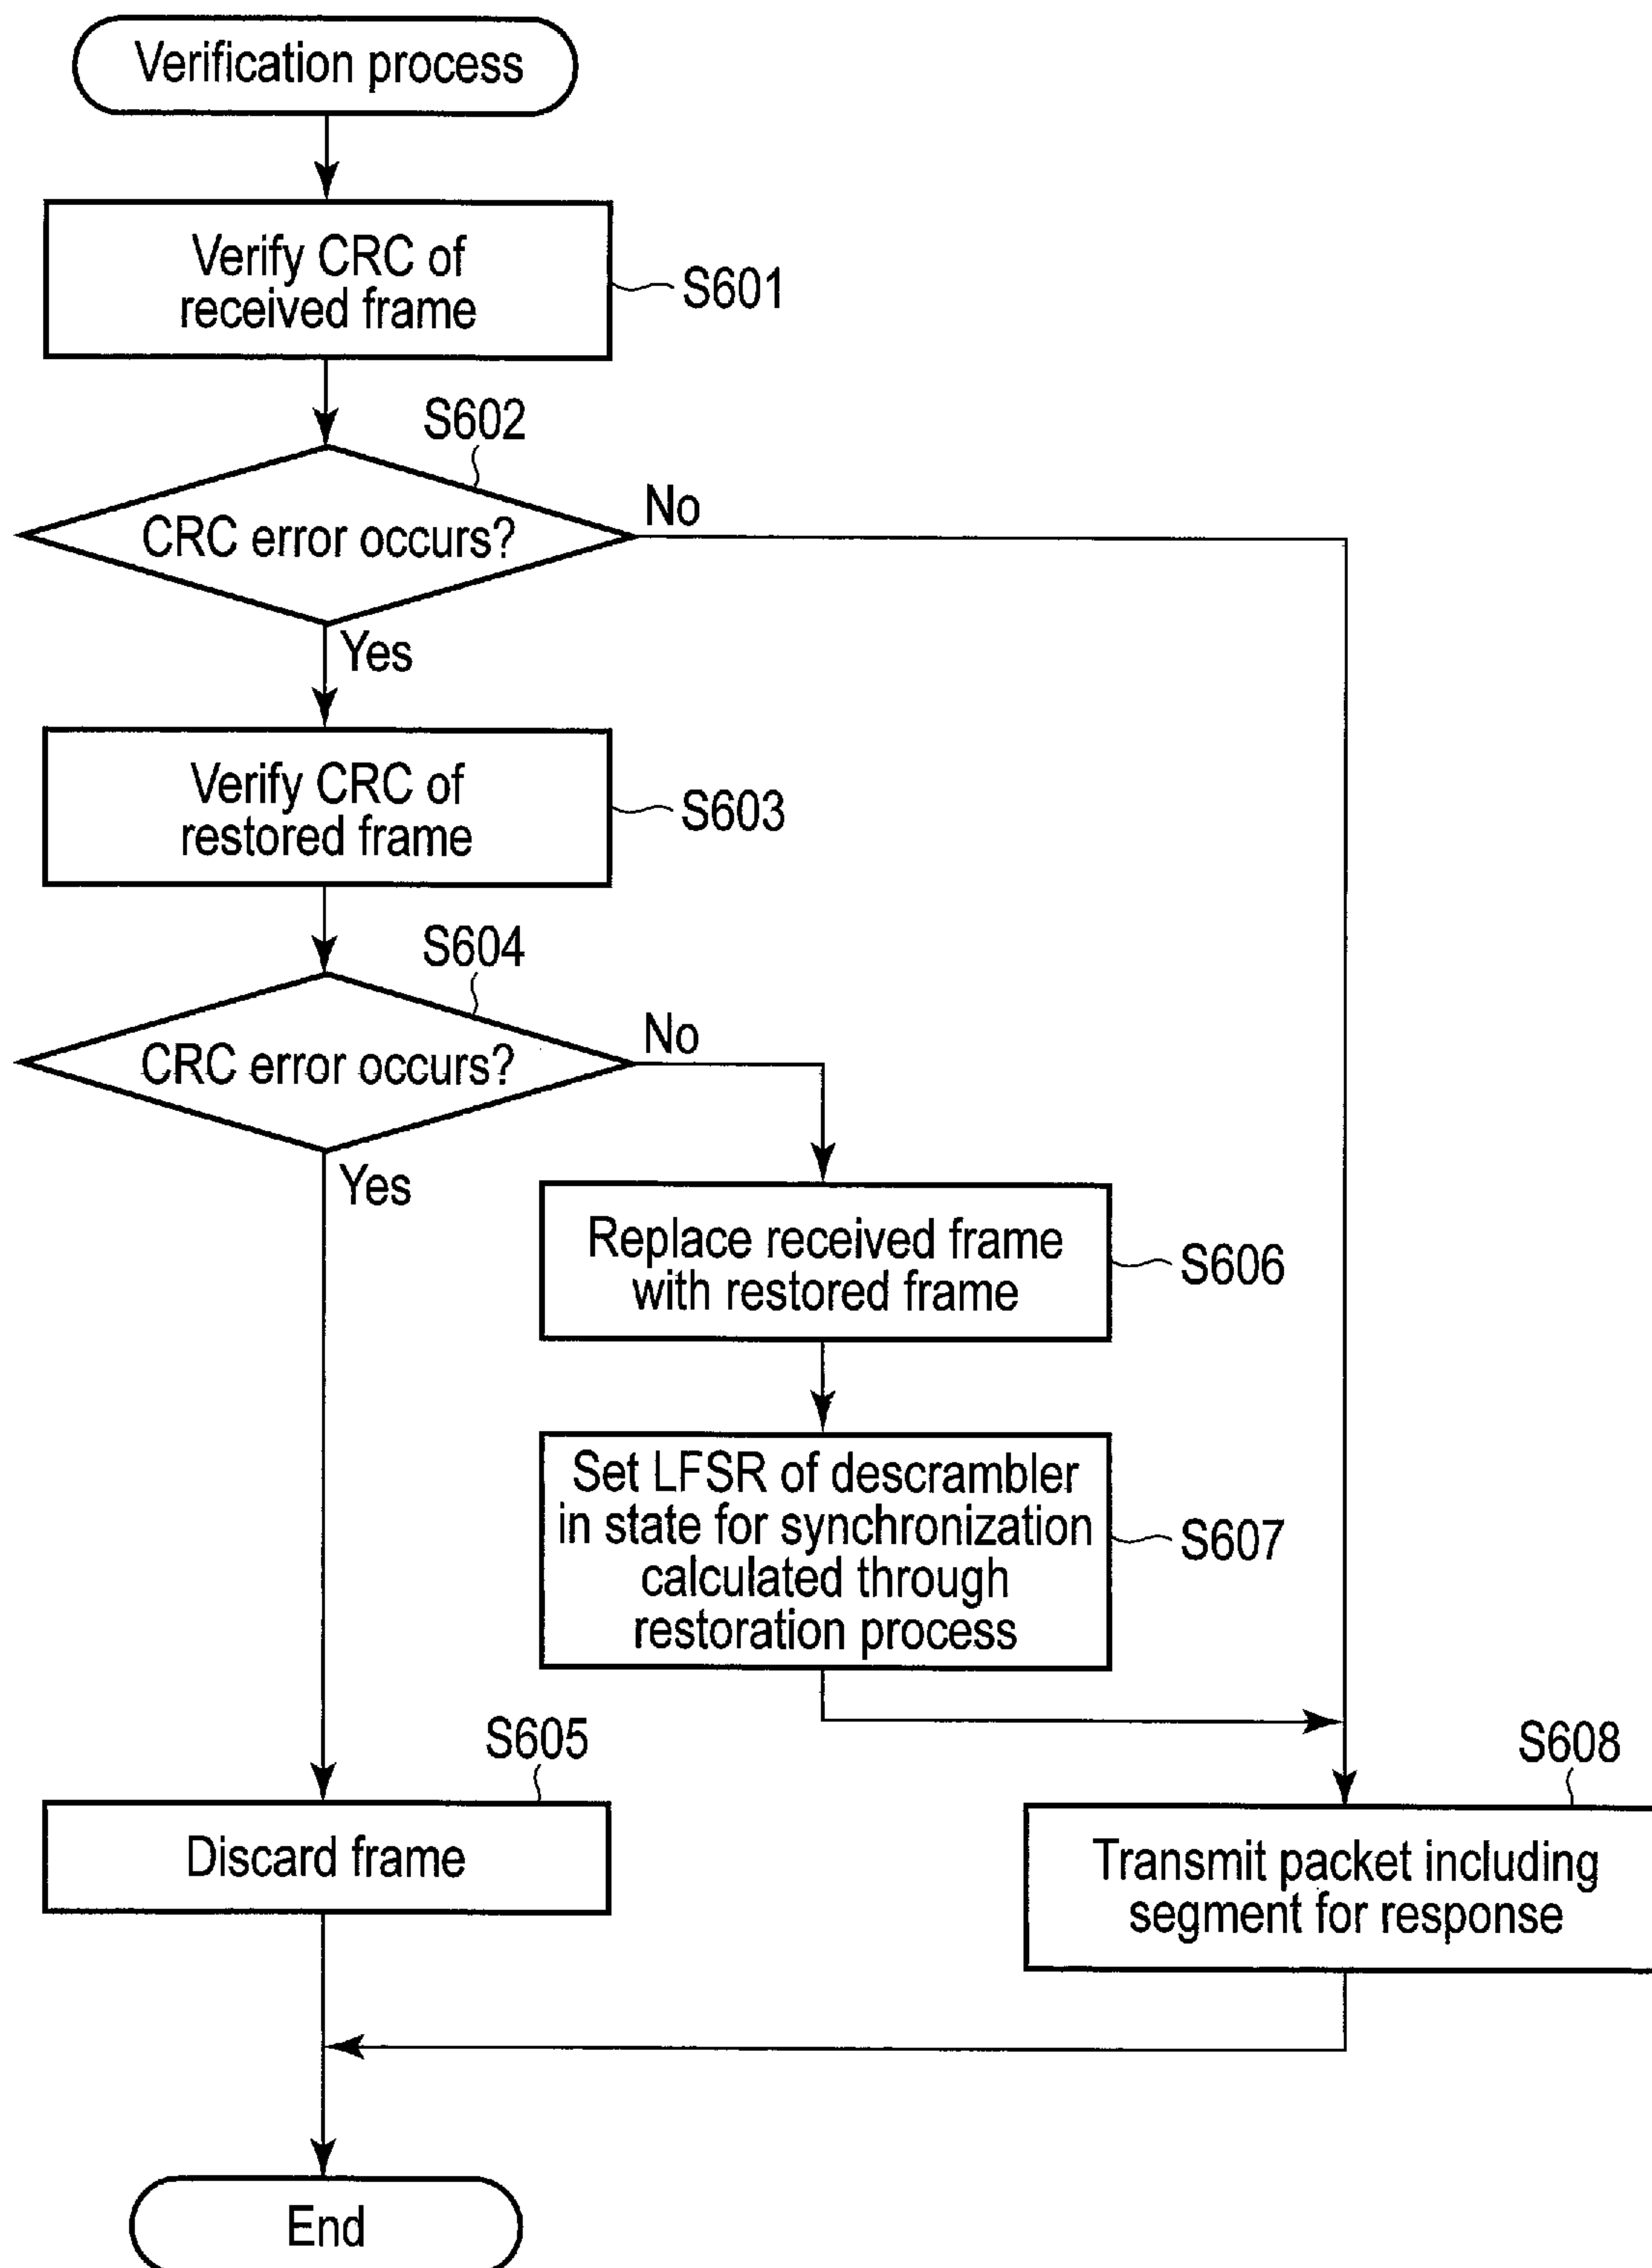 Verification process
Verify CRC of
received frame
S601
S602
CRC error occurs?
No
Yes
Verify CRC of
restored frame
S603
S604
CRC error occurs?
No
Yes
Replace received frame
with restored frame
S606
Set LFSR of descrambler
in state for synchronization
calculated through
restoration process
S607
S605
Discard frame
S608
Transmit packet including
segment for response
End